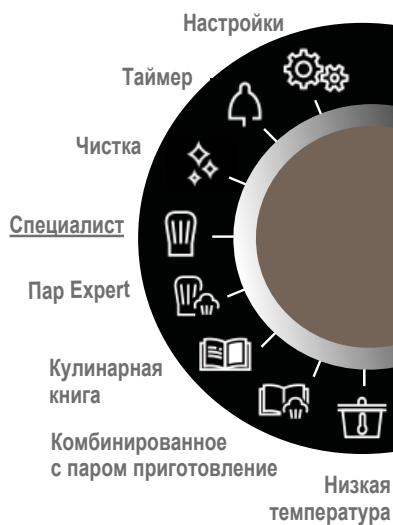 Настройки
Таймер
Чистка
Специалист
Пар Expert
Кулинарная
книга
Комбинированное
с паром приготовление
Низкая
температура